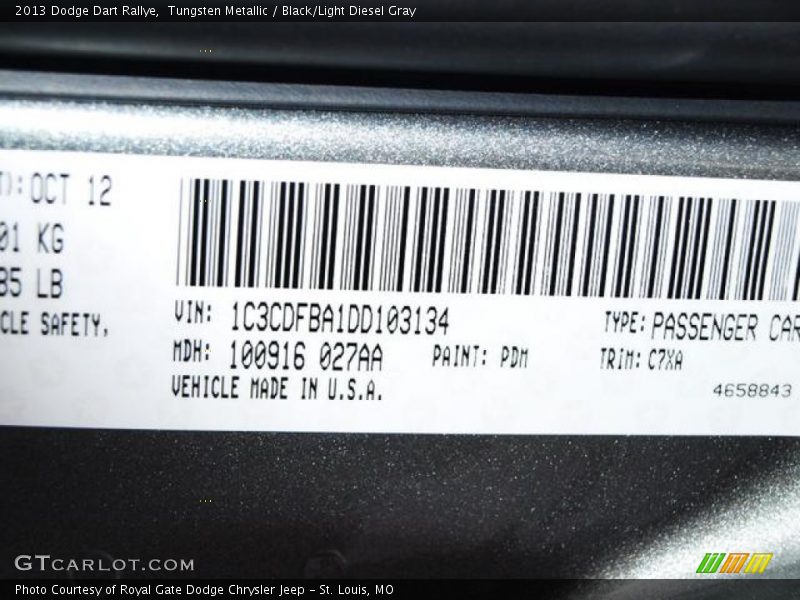 2013 Dodge Dart Rallye,  Tungsten Metallic / Black/Light Diesel Gray
T): OCT 12
01 KG
85 LB
CLE SAFETY,
VIN: 1C3CDFBA1DD103134
TYPE: PASSENGER CAR
MDH: 100916 027AA
PAINT: PDM
TRIM: C7XA
VEHICLE MADE IN U.S.A.
4658843
GTCARLOT.COM
Photo Courtesy of Royal Gate Dodge Chrysler Jeep - St. Louis, MO